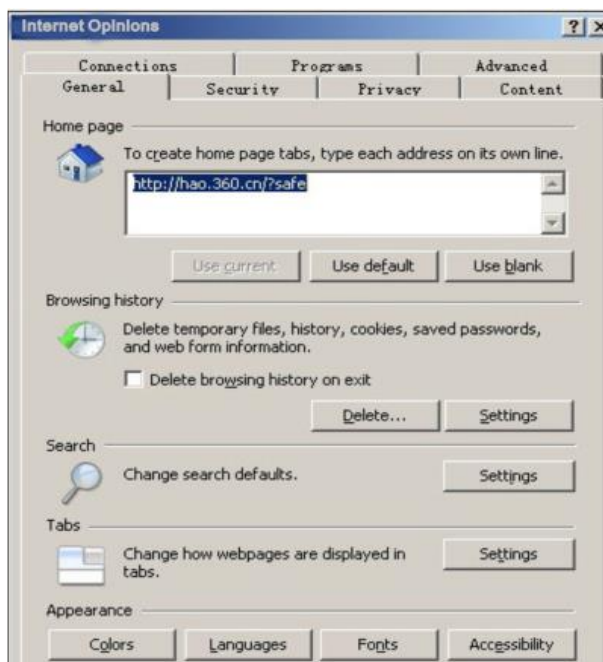 Internet Opinions
Connections Programs Advanced
General Security Privacy Content
Home page
To create home page tabs, type each address on its own line.
http://hao.360.cn/?safe
Use current Use default Use blank
Browsing history
Delete temporary files, history, cookies, saved passwords,
and web form information.
Delete browsing history on exit
Delete... Settings
Search
Change search defaults.
Settings
Tabs
Change how webpages are displayed in
tabs.
Settings
Appearance
Colors Languages Fonts Accessibility